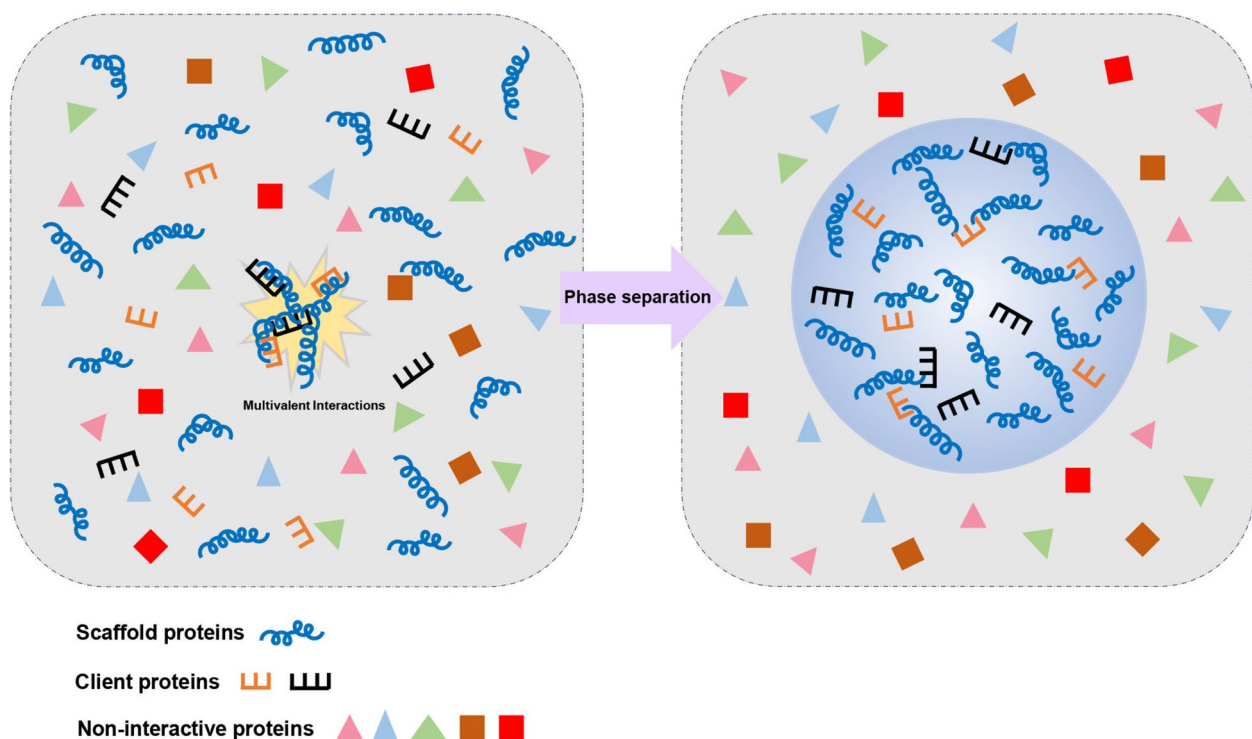 Phase separation
Multivalent Interactions
Scaffold proteins
Client proteins
Non-interactive proteins